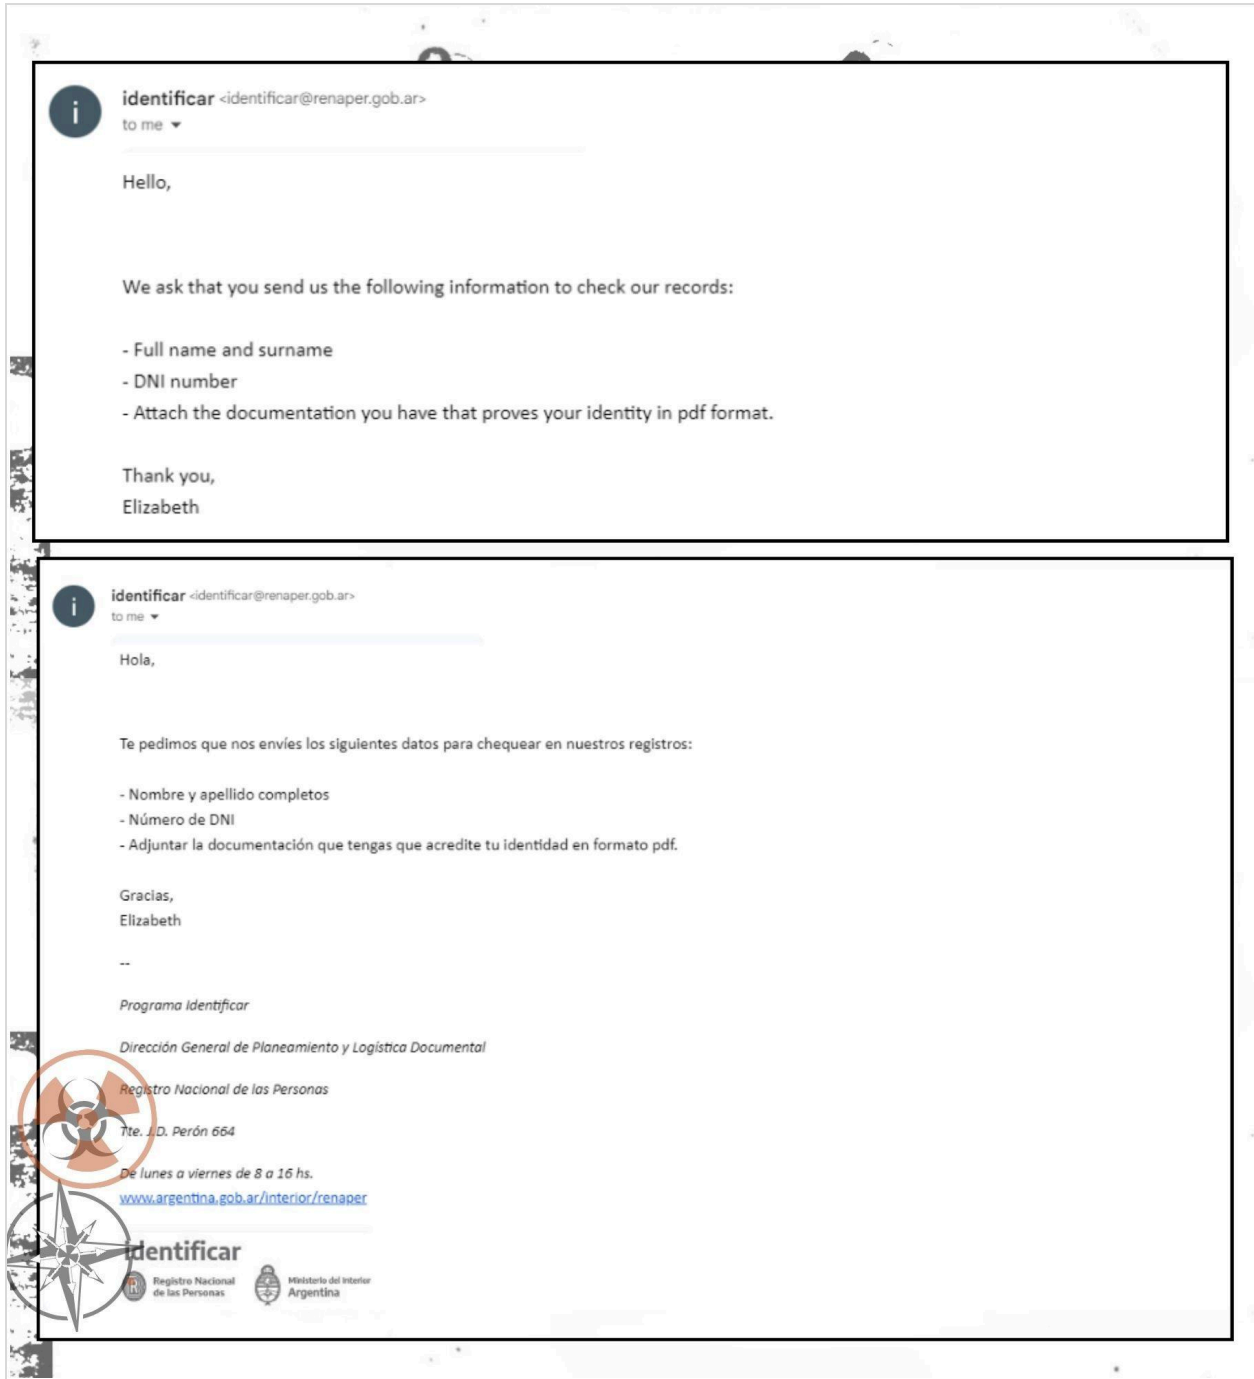 i
identificar <identificar@renaper.gob.ar>
to me
Hello,
We ask that you send us the following information to check our records:
- Full name and surname
- DNI number
- Attach the documentation you have that proves your identity in pdf format.
Thank you,
Elizabeth
i
identificar <identificar@renaper.gob.ar>
to me
Hola,
Te pedimos que nos envíes los siguientes datos para chequear en nuestros registros:
- Nombre y apellido completos
- Número de DNI
- Adjuntar la documentación que tengas que acredite tu identidad en formato pdf.
Gracias,
Elizabeth
--
Programa Identificar
Dirección General de Planeamiento y Logística Documental
Registro Nacional de las Personas
Tte. J.D. Perón 664
De lunes a viernes de 8 a 16 hs.
www.argentina.gob.ar/interior/renaper
identificar
R Registro Nacional
de las Personas
Ministerio del Interior
Argentina